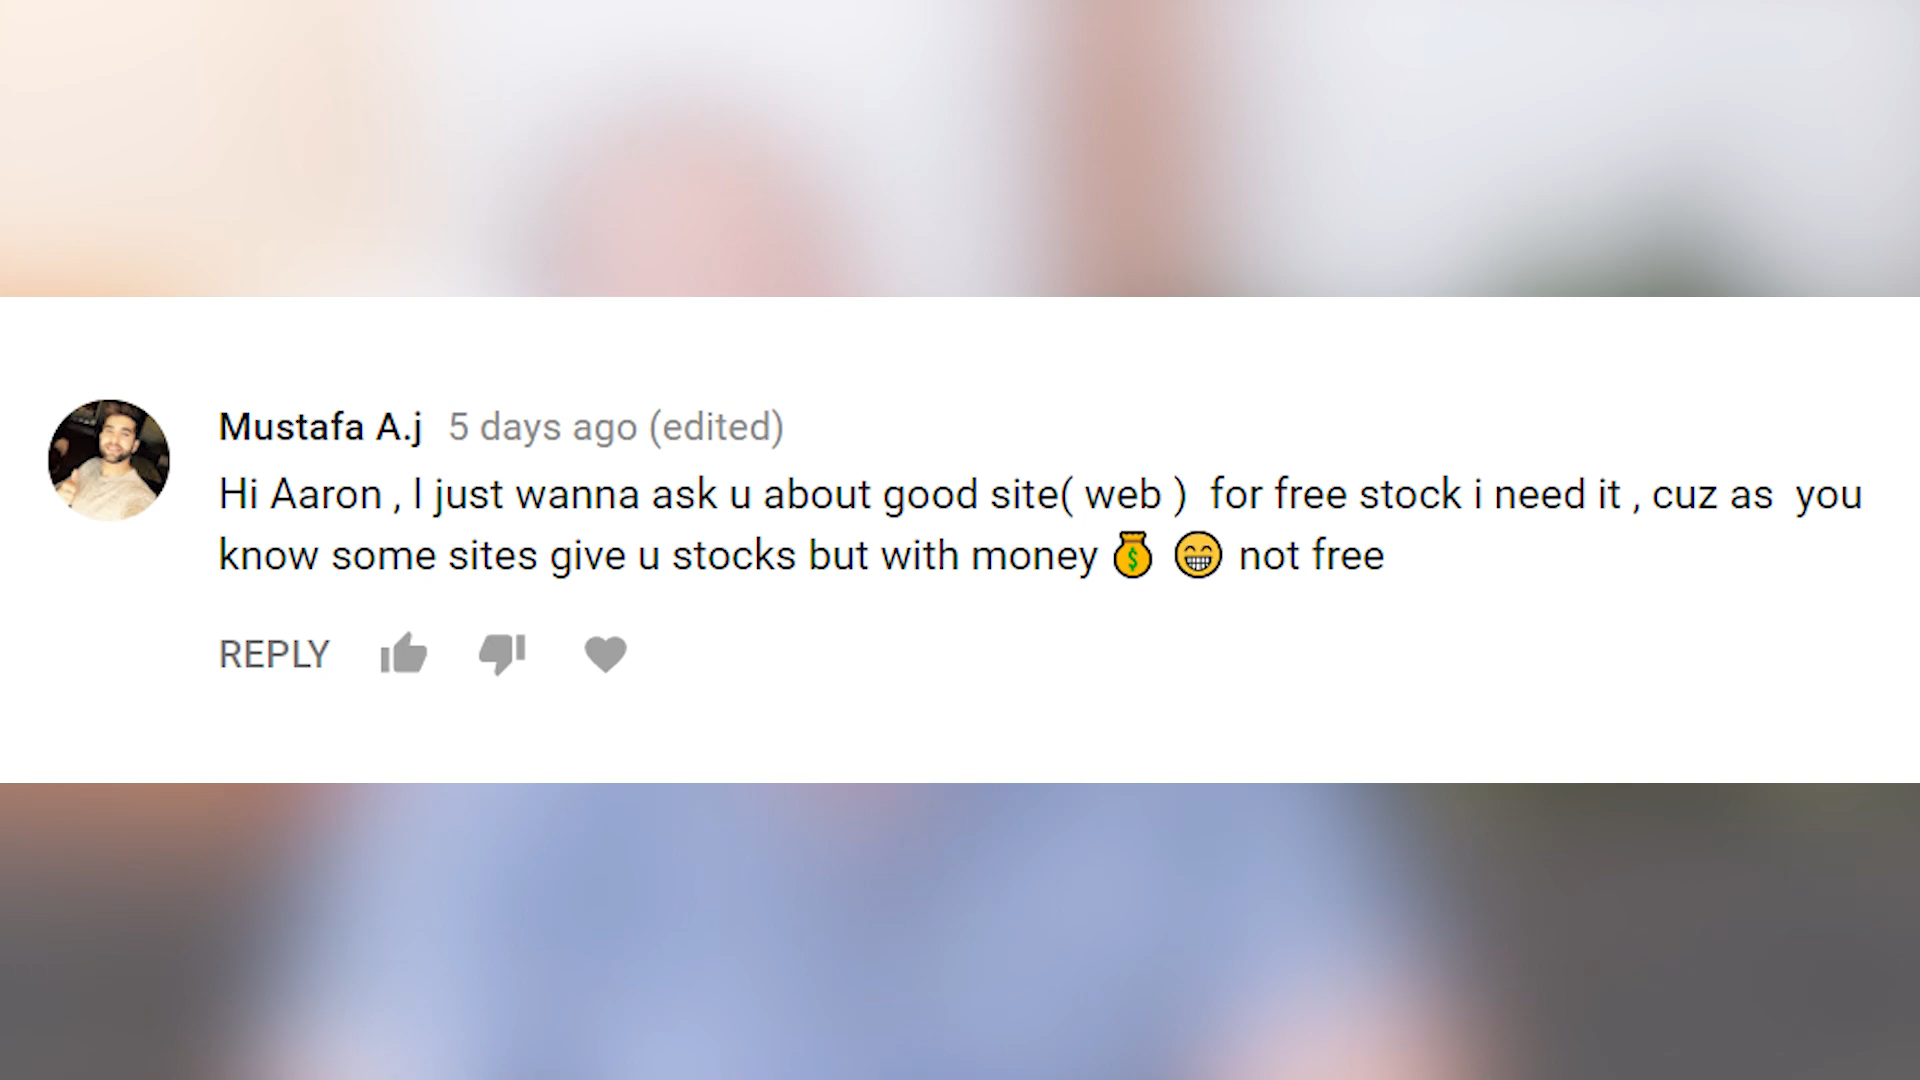 Mustafa A.j 5 days ago (edited)
Hi Aaron , I just wanna ask u about good site( web )  for free stock i need it , cuz as  you
know some sites give u stocks but with money 💰 😁 not free
REPLY